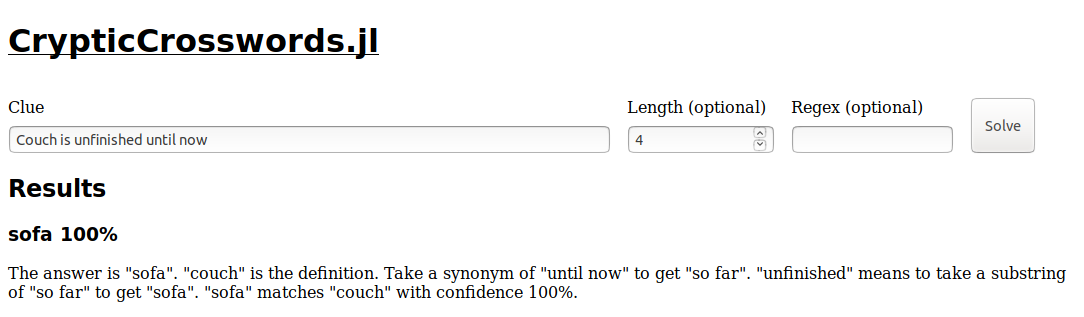 CrypticCrosswords.jl
Clue Length (optional) Regex (optional)
Couch is unfinished until now 4 Solve
Results
sofa 100%
The answer is "sofa". "couch" is the definition. Take a synonym of "until now" to get "so far". "unfinished" means to take a substring
of "so far" to get "sofa". "sofa" matches "couch" with confidence 100%.